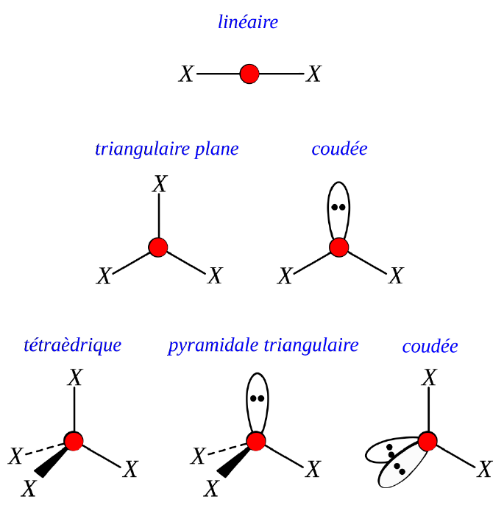 linéaire
X X
triangulaire plane coudée
X
X X X X
tétraèdrique pyramidale triangulaire coudée
X X
X X X X X
X X